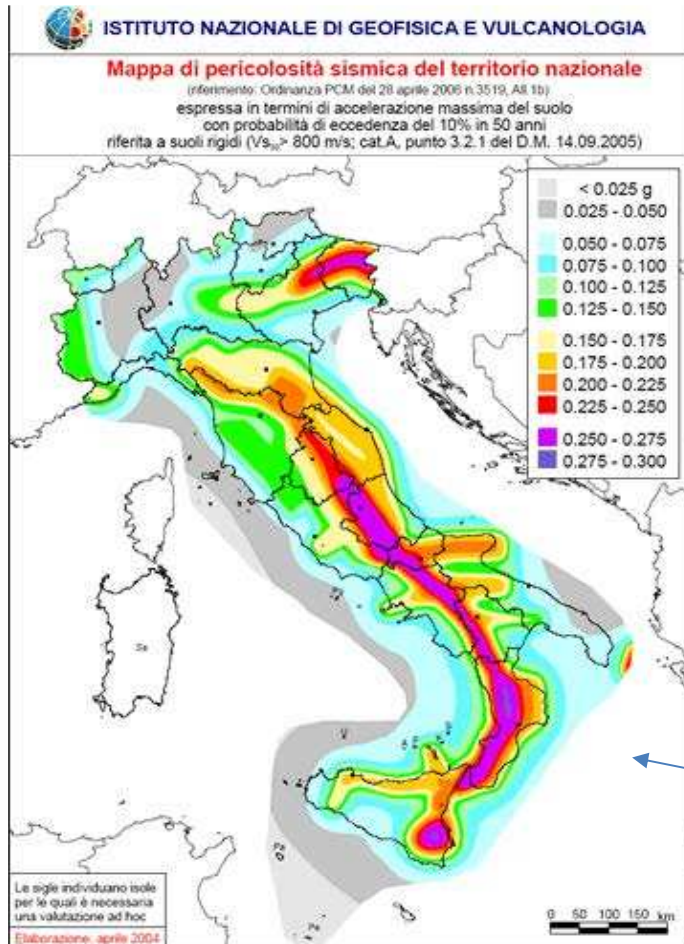 ISTITUTO NAZIONALE DI GEOFISICA E VULCANOLOGIA
Mappa di pericolosità sismica del territorio nazionale
(riferimento: Ordinanza PCM del 28 aprile 2006 n.3519, All.1b)
espressa in termini di accelerazione massima del suolo
con probabilità di eccedenza del 10% in 50 anni
riferita a suoli rigidi (Vs30> 800 m/s; cat.A, punto 3.2.1 del D.M. 14.09.2005)
< 0.025 g
0.025 - 0.050
0.050 - 0.075
0.075 - 0.100
0.100 - 0.125
0.125 - 0.150
0.150 - 0.175
0.175 - 0.200
0.200 - 0.225
0.225 - 0.250
0.250 - 0.275
0.275 - 0.300
Sa
Le sigle individuano isole
per le quali è necessaria
una valutazione ad hoc
Elaborazione: aprile 2004
0 50 100 150
km